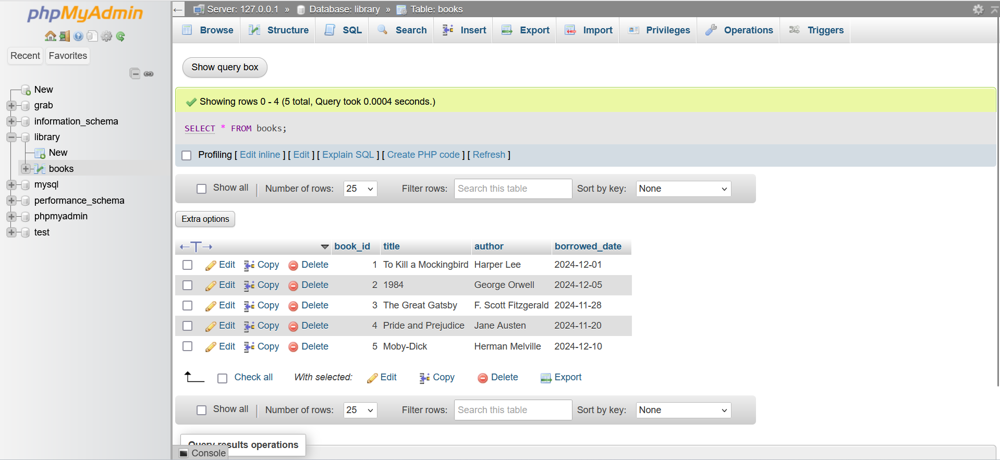 phpMyAdmin
Recent Favorites
New
grab
information_schema
library
New
books
mysql
performance_schema
phpmyadmin
test
Server: 127.0.0.1 » Database: library » Table: books
Browse Structure SQL Search Insert Export Import Privileges Operations Triggers
Show query box
Showing rows 0 - 4 (5 total, Query took 0.0004 seconds.)
SELECT * FROM books;
Profiling [ Edit inline ] [ Edit ] [ Explain SQL ] [ Create PHP code ] [ Refresh ]
Show all Number of rows: 25 Filter rows: Search this table Sort by key: None
Extra options
←T→ book_id title author borrowed_date
Edit Copy Delete 1 To Kill a Mockingbird Harper Lee 2024-12-01
Edit Copy Delete 2 1984 George Orwell 2024-12-05
Edit Copy Delete 3 The Great Gatsby F. Scott Fitzgerald 2024-11-28
Edit Copy Delete 4 Pride and Prejudice Jane Austen 2024-11-20
Edit Copy Delete 5 Moby-Dick Herman Melville 2024-12-10
Check all With selected: Edit Copy Delete Export
Show all Number of rows: 25 Filter rows: Search this table Sort by key: None
Query results operations
Console